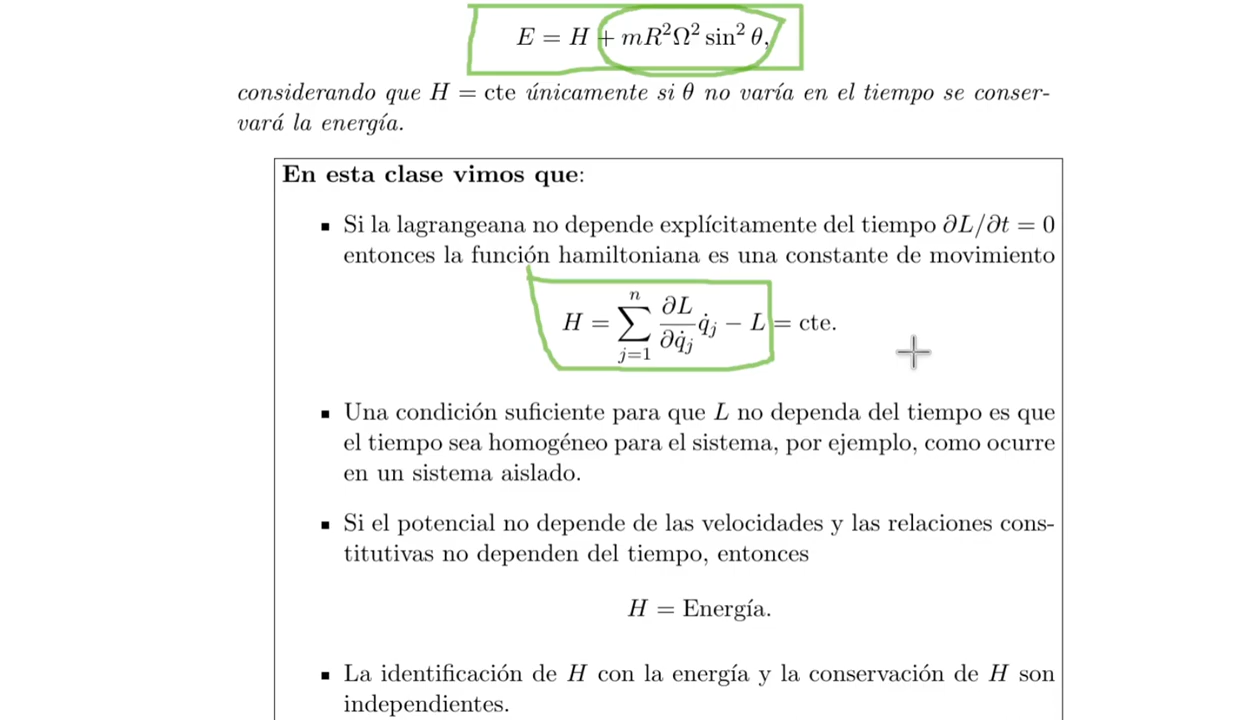 E = H + mR²Ω² sin² θ,
considerando que H = cte únicamente si θ no varía en el tiempo se conser-
vará la energía.
En esta clase vimos que:
▪ Si la lagrangeana no depende explícitamente del tiempo ∂L/∂t = 0
entonces la función hamiltoniana es una constante de movimiento
H = ∑_{j=1}^{n} ∂L/∂q̇ⱼ q̇ⱼ − L = cte.
▪ Una condición suficiente para que L no dependa del tiempo es que
el tiempo sea homogéneo para el sistema, por ejemplo, como ocurre
en un sistema aislado.
▪ Si el potencial no depende de las velocidades y las relaciones cons-
titutivas no dependen del tiempo, entonces
H = Energía.
▪ La identificación de H con la energía y la conservación de H son
independientes.